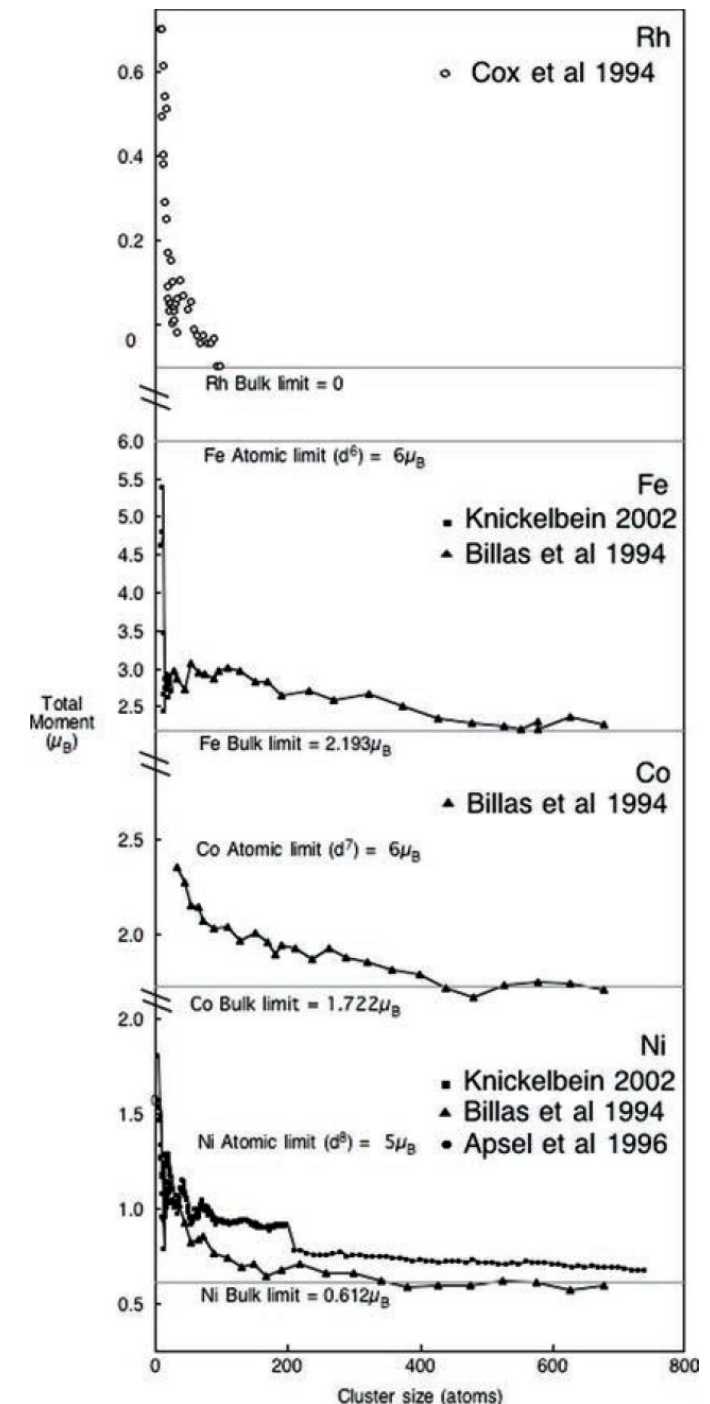 Rh
Cox et al 1994
0.6
0.4
0.2
0
Rh Bulk limit = 0
6.0
Fe Atomic limit (d⁶) = 6μB
5.5
Fe
5.0
Knickelbein 2002
4.5
Billas et al 1994
4.0
3.5
3.0
2.5
Total
Moment
(μB)
Fe Bulk limit = 2.193μB
Co
Billas et al 1994
2.5
Co Atomic limit (d⁷) = 6μB
2.0
Co Bulk limit = 1.722μB
2.0
Ni
Knickelbein 2002
1.5
Billas et al 1994
Ni Atomic limit (d⁸) = 5μB
Apsel et al 1996
1.0
Ni Bulk limit = 0.612μB
0.5
0 200 400 600 800
Cluster size (atoms)